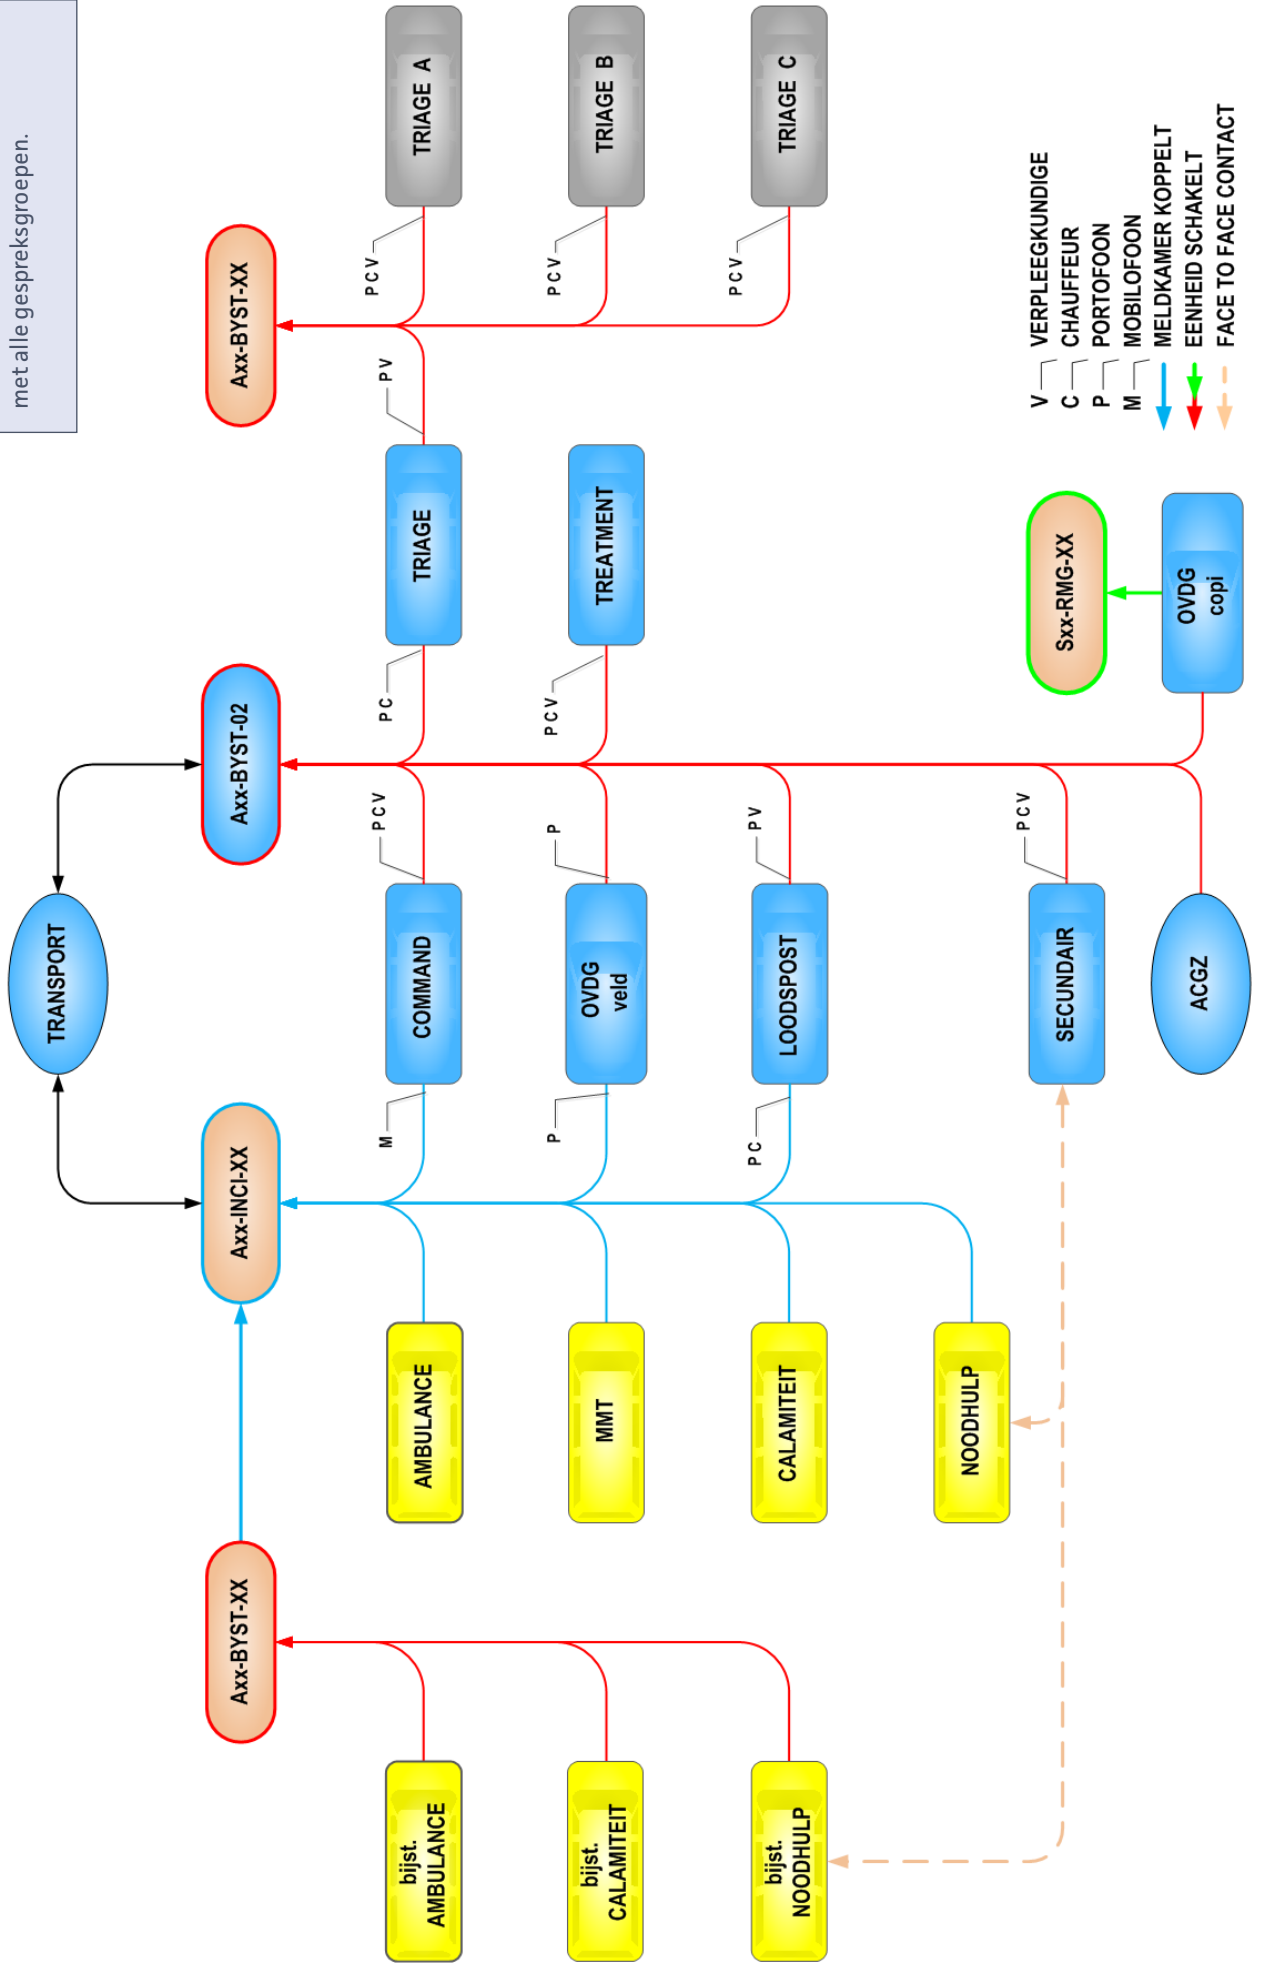 met alle gespreksgroepen.
TRANSPORT
Axx-BYST-XX
Axx-INCI-XX
Axx-BYST-02
Axx-BYST-XX
M
P C V
P C
P V
P C V
bijst.
AMBULANCE
AMBULANCE
COMMAND
TRIAGE
TRIAGE A
P
P
P C V
P C V
bijst.
CALAMITEIT
MMT
OVDG
veld
TREATMENT
TRIAGE B
P C
P V
P C V
bijst.
NOODHULP
CALAMITEIT
LOODSPOST
TRIAGE C
NOODHULP
P C V
SECUNDAIR
Sxx-RMG-XX
ACGZ
OVDG
copi
V VERPLEEGKUNDIGE
C CHAUFFEUR
P PORTOFOON
M MOBILOFOON
MELDKAMER KOPPELT
EENHEID SCHAKELT
FACE TO FACE CONTACT